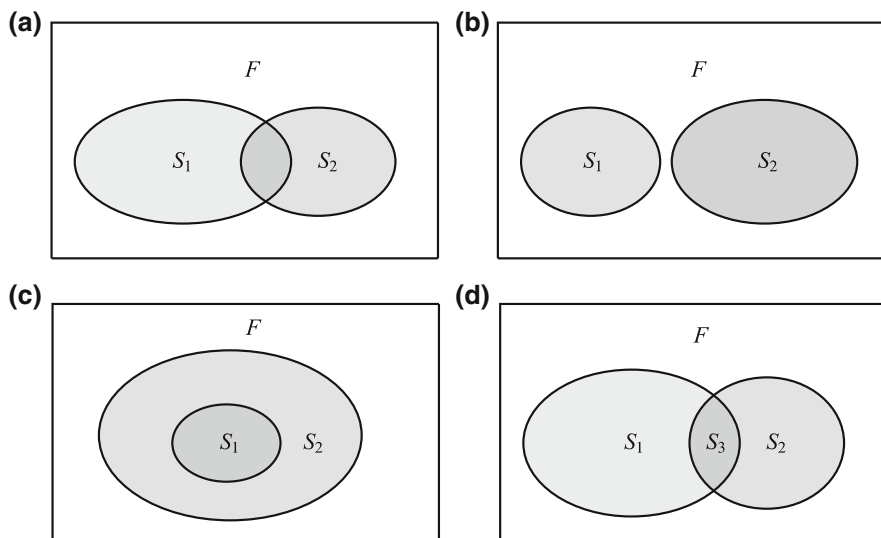 (a) (b)
F F
S1 S2 S1 S2
(c) (d)
F F
S1 S2 S1 S3 S2